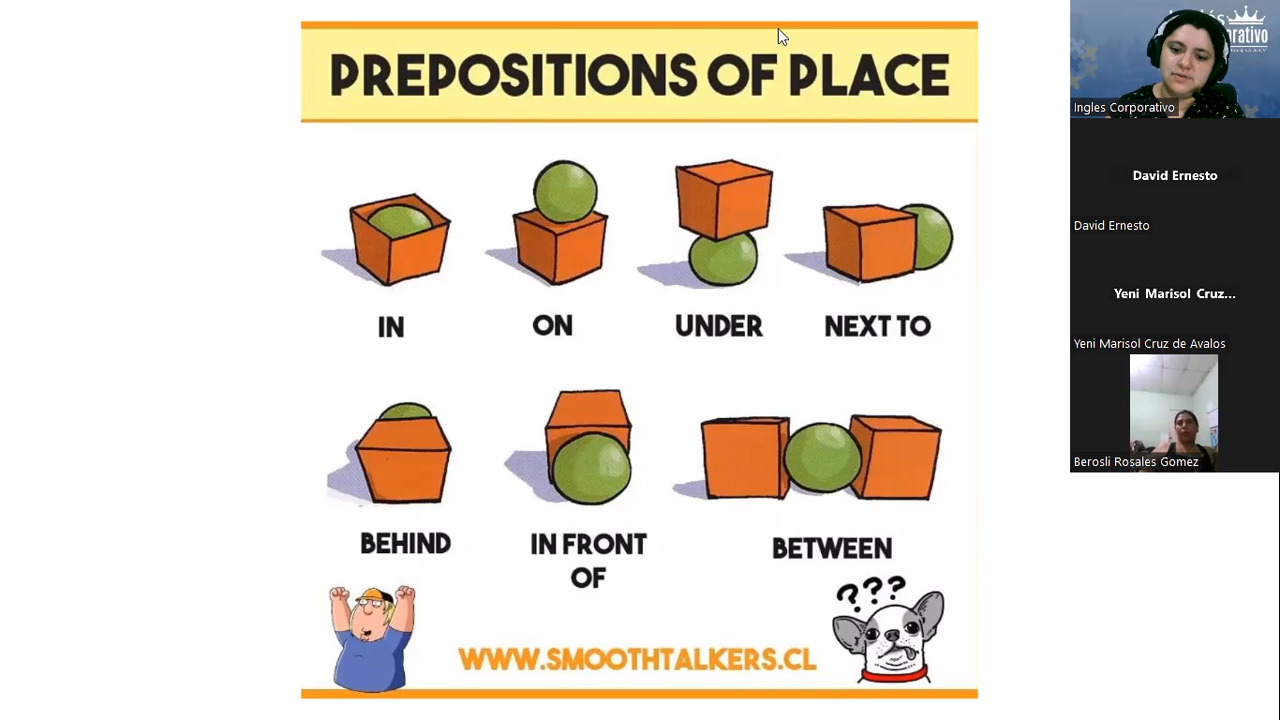 PREPOSITIONS OF PLACE
IN
ON
UNDER
NEXT TO
BEHIND
IN FRONT
OF
BETWEEN
???
WWW.SMOOTHTALKERS.CL
Ingles Corporativo
David Ernesto
David Ernesto
Yeni Marisol Cruz...
Yeni Marisol Cruz de Avalos
Berosli Rosales Gomez